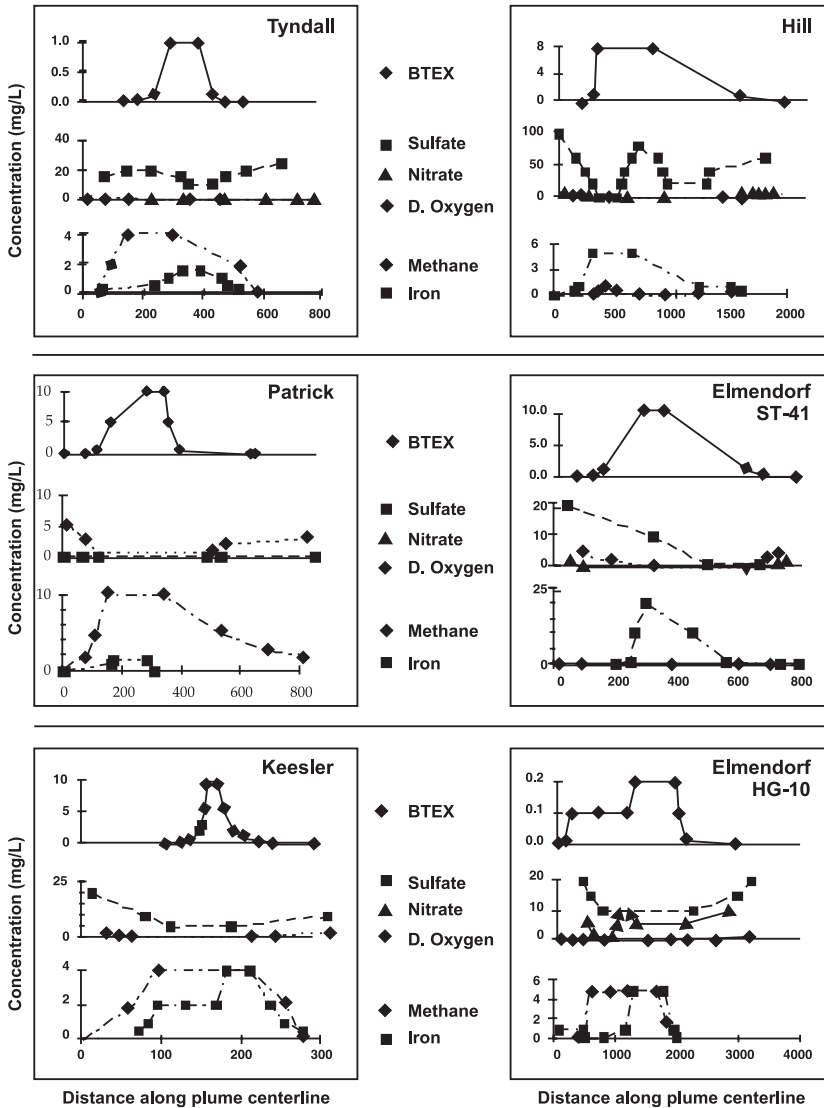 Tyndall
Concentration (mg/L)
1.0
0.5
0.0
40
20
0
4
2
0
0 200 400 600 800
BTEX
Sulfate
Nitrate
D. Oxygen
Methane
Iron
Hill
8
4
0
100
50
0
6
3
0
0 500 1000 1500 2000
Patrick
Concentration (mg/L)
10
5
0
10
5
0
10
0
0 200 400 600 800
BTEX
Sulfate
Nitrate
D. Oxygen
Methane
Iron
Elmendorf
ST-41
10.0
5.0
0.0
20
10
0
25
0
0 200 400 600 800
Keesler
Concentration (mg/L)
10
5
0
25
0
4
2
0
0 100 200 300
Distance along plume centerline
BTEX
Sulfate
Nitrate
D. Oxygen
Methane
Iron
Elmendorf
HG-10
0.2
0.1
0.0
20
10
0
6
4
2
0
0 1000 2000 3000 4000
Distance along plume centerline